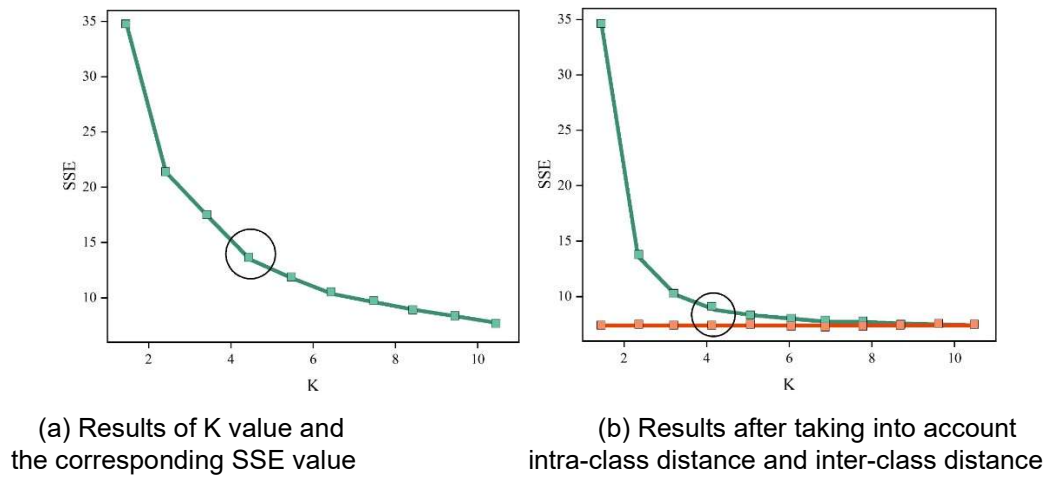 35
30
25
20
15
10
SSE
2 4 6 8 10
K
35
30
25
20
15
10
SSE
2 4 6 8 10
K
(a) Results of K value and
the corresponding SSE value
(b) Results after taking into account
intra-class distance and inter-class distance